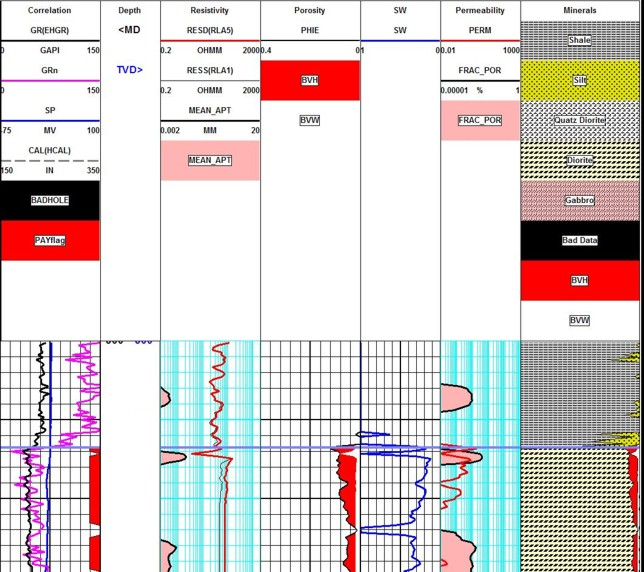 Correlation Depth Resistivity Porosity SW Permeability Minerals
GR(EHGR) <MD RESD(RLA5) PHIE SW PERM Shale
0 GAPI 150 0.2 OHMM 2000 0.4 0 1 0 0.01 1000
GRn TVD> RESS(RLA1) BVH FRAC_POR Silt
0 150 0.2 OHMM 2000 0.00001 % 1
SP MEAN_APT BVW FRAC_POR Quatz Diorite
-75 MV 100 0.002 MM 20
CAL(HCAL) MEAN_APT Diorite
150 IN 350
BADHOLE Gabbro
PAYflag Bad Data
BVH
BVW